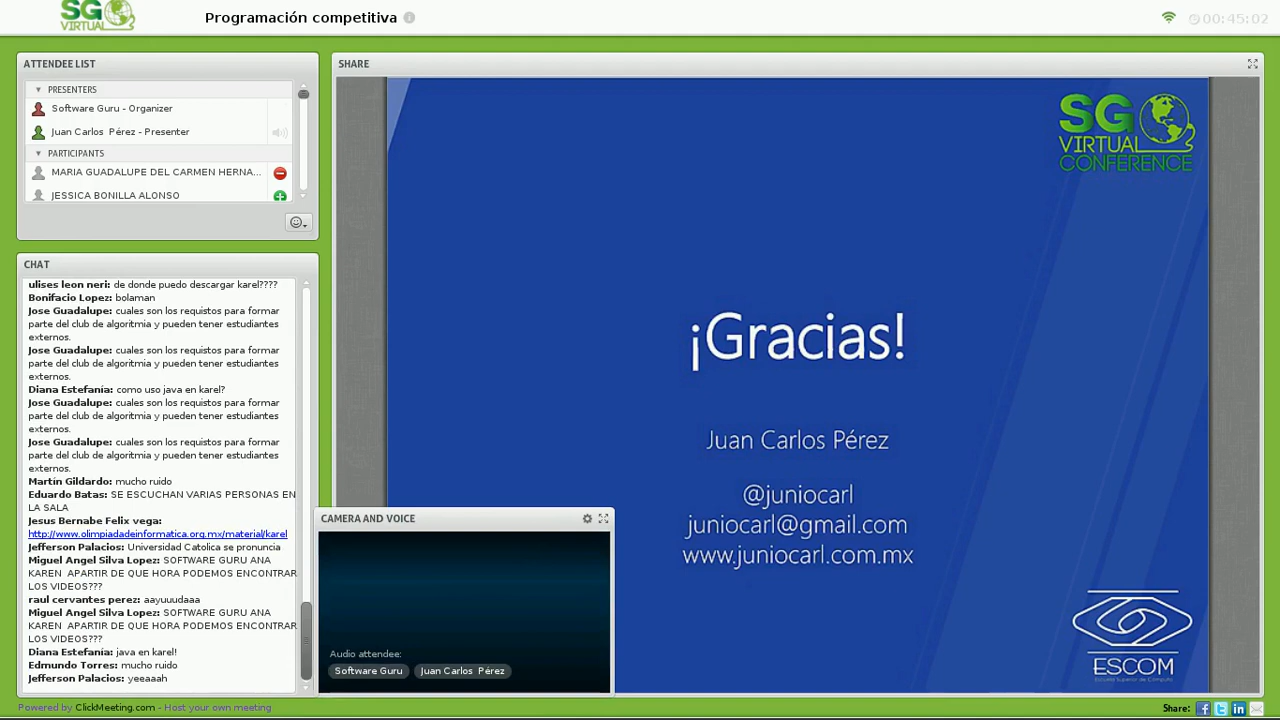 SG
VIRTUAL
Programación competitiva
00:45:02
ATTENDEE LIST
PRESENTERS
Software Guru - Organizer
Juan Carlos Pérez - Presenter
PARTICIPANTS
MARIA GUADALUPE DEL CARMEN HERNA...
JESSICA BONILLA ALONSO
CHAT
ulises leon neri: de donde puedo descargar karel????
Bonifacio Lopez: bolaman
Jose Guadalupe: cuales son los requistos para formar
parte del club de algoritmia y pueden tener estudiantes
externos.
Jose Guadalupe: cuales son los requistos para formar
parte del club de algoritmia y pueden tener estudiantes
externos.
Diana Estefanía: como uso java en karel?
Jose Guadalupe: cuales son los requistos para formar
parte del club de algoritmia y pueden tener estudiantes
externos.
Jose Guadalupe: cuales son los requistos para formar
parte del club de algoritmia y pueden tener estudiantes
externos.
Martín Gildardo: mucho ruido
Eduardo Batas: SE ESCUCHAN VARIAS PERSONAS EN
LA SALA
Jesus Bernabe Felix vega:
http://www.olimpiadadeinformatica.org.mx/material/karel
Jefferson Palacios: Universidad Catolica se pronuncia
Miguel Angel Silva Lopez: SOFTWARE GURU ANA
KAREN APARTIR DE QUE HORA PODEMOS ENCONTRAR
LOS VIDEOS???
raul cervantes perez: aayuuudaaa
Miguel Angel Silva Lopez: SOFTWARE GURU ANA
KAREN APARTIR DE QUE HORA PODEMOS ENCONTRAR
LOS VIDEOS???
Diana Estefanía: java en karel!
Edmundo Torres: mucho ruido
Jefferson Palacios: yeeaaah
SHARE
SG
VIRTUAL
CONFERENCE
¡Gracias!
Juan Carlos Pérez
@juniocarl
juniocarl@gmail.com
www.juniocarl.com.mx
ESCOM
Escuela Superior de Cómputo
CAMERA AND VOICE
Audio attendee:
Software Guru
Juan Carlos Pérez
Powered by ClickMeeting.com - Host your own meeting
Share: